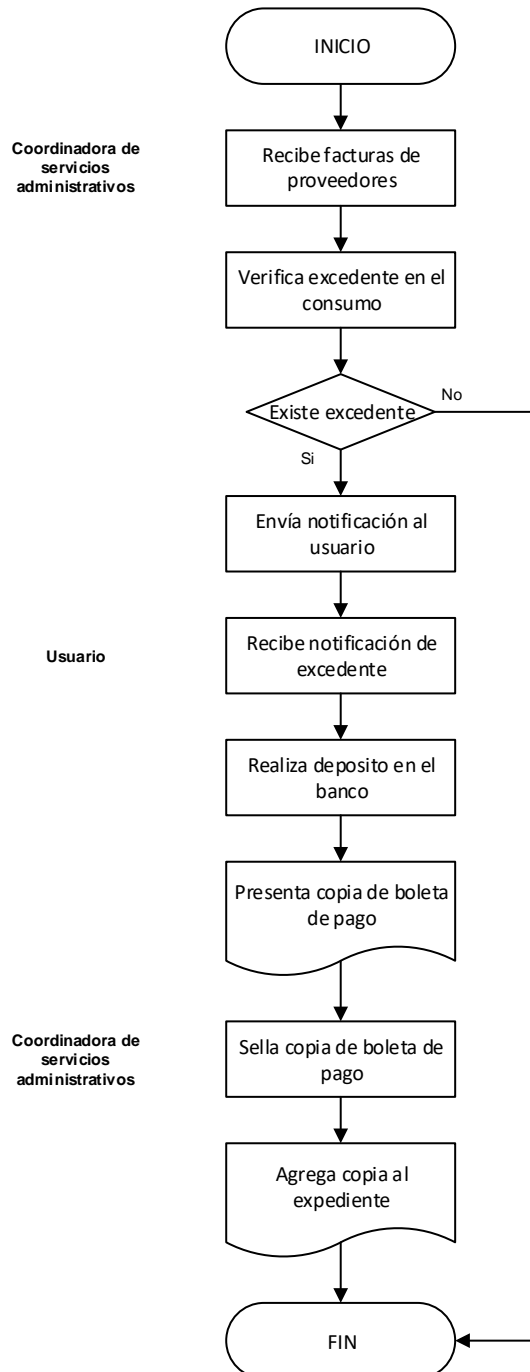 INICIO
Coordinadora de
servicios
administrativos
Recibe facturas de
proveedores
Verifica excedente en el
consumo
Existe excedente
No
Si
Envía notificación al
usuario
Usuario
Recibe notificación de
excedente
Realiza deposito en el
banco
Presenta copia de boleta
de pago
Coordinadora de
servicios
administrativos
Sella copia de boleta de
pago
Agrega copia al
expediente
FIN